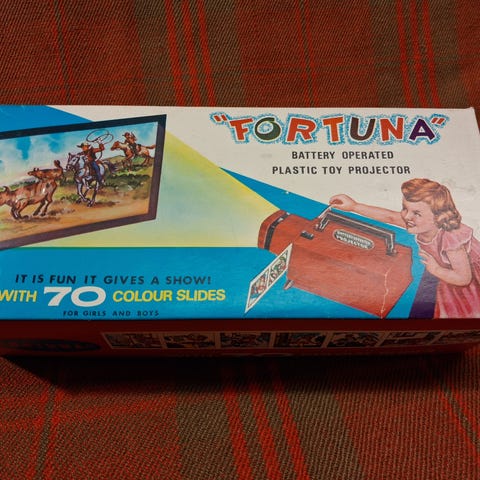 "FORTUNA"
BATTERY OPERATED
PLASTIC TOY PROJECTOR
IT IS FUN IT GIVES A SHOW!
WITH 70 COLOUR SLIDES
FOR GIRLS AND BOYS
PROJECTOR